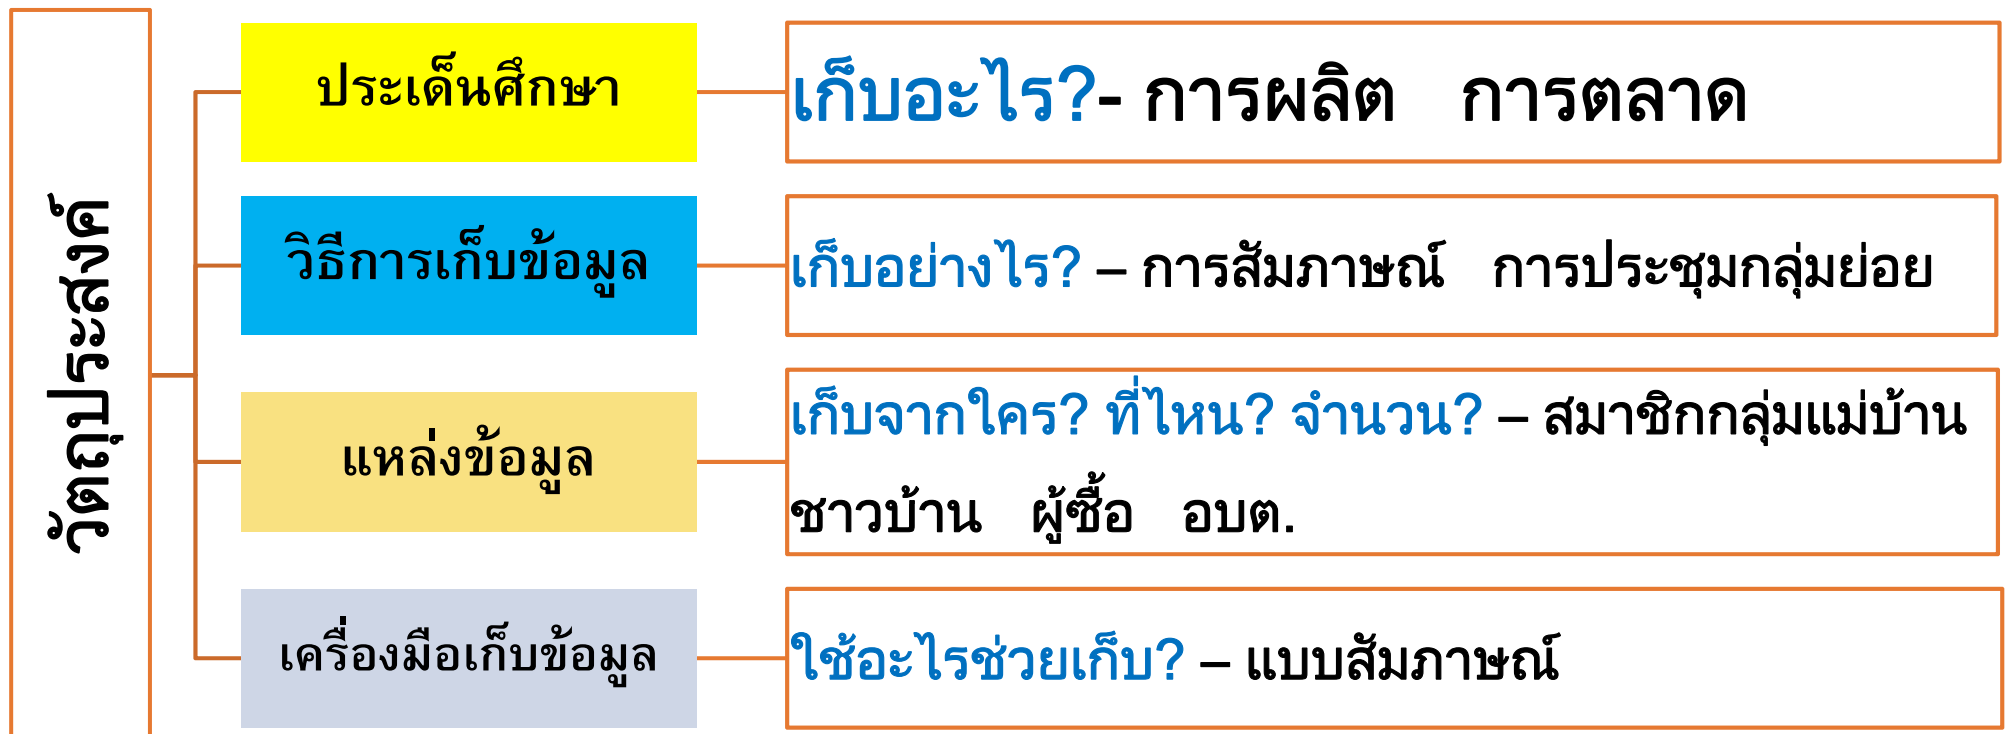 วัตถุประสงค์
ประเด็นศึกษา
เก็บอะไร?- การผลิต การตลาด
วิธีการเก็บข้อมูล
เก็บอย่างไร? – การสัมภาษณ์ การประชุมกลุ่มย่อย
แหล่งข้อมูล
เก็บจากใคร? ที่ไหน? จำนวน? – สมาชิกกลุ่มแม่บ้าน
ชาวบ้าน ผู้ซื้อ อบต.
เครื่องมือเก็บข้อมูล
ใช้อะไรช่วยเก็บ? – แบบสัมภาษณ์